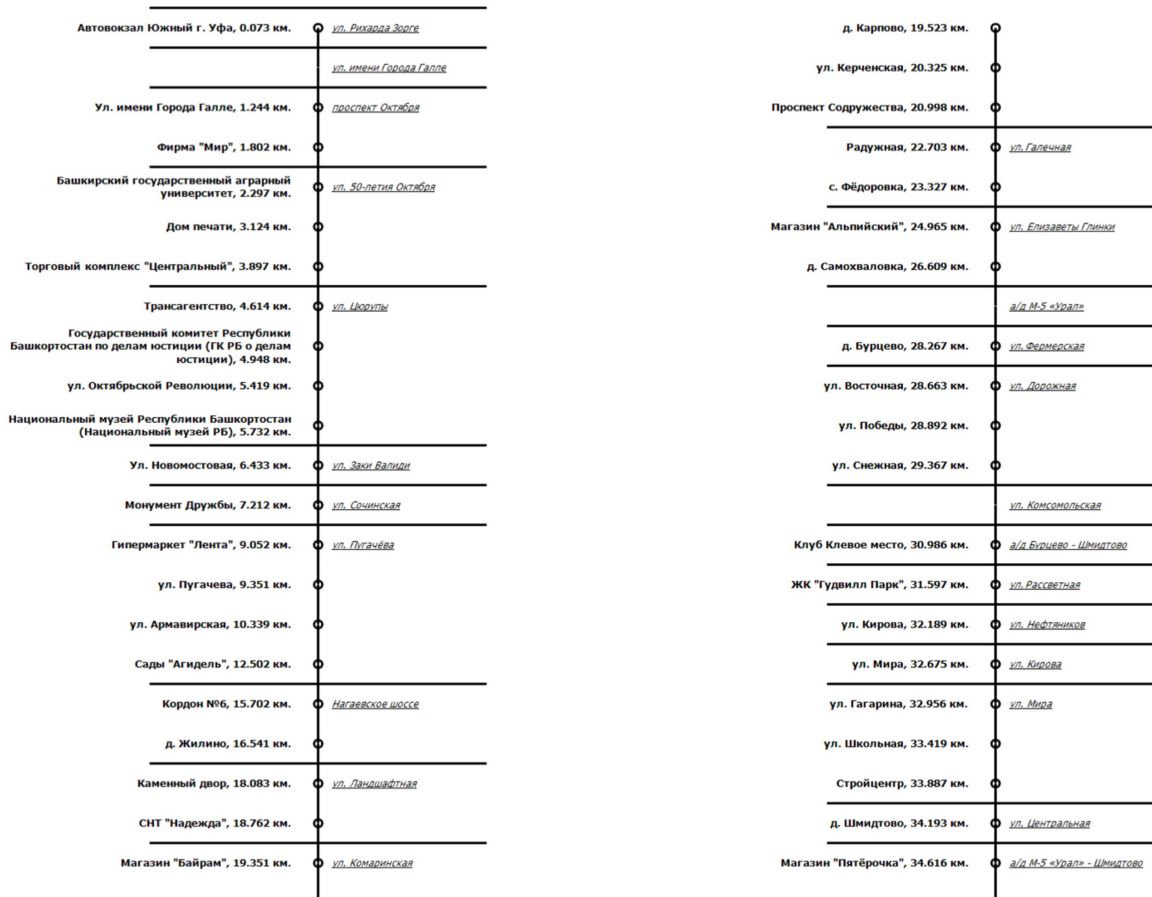 Автовокзал Южный г. Уфа, 0.073 км.
ул. Рихарда Зорге
ул. имени Города Галле
Ул. имени Города Галле, 1.244 км.
проспект Октября
Фирма "Мир", 1.802 км.
Башкирский государственный аграрный
университет, 2.297 км.
ул. 50-летия Октября
Дом печати, 3.124 км.
Торговый комплекс "Центральный", 3.897 км.
Трансагентство, 4.614 км.
ул. Цюрупы
Государственный комитет Республики
Башкортостан по делам юстиции (ГК РБ о делам
юстиции), 4.948 км.
ул. Октябрьской Революции, 5.419 км.
Национальный музей Республики Башкортостан
(Национальный музей РБ), 5.732 км.
Ул. Новомостовая, 6.433 км.
ул. Заки Валиди
Монумент Дружбы, 7.212 км.
ул. Сочинская
Гипермаркет "Лента", 9.052 км.
ул. Пугачёва
ул. Пугачева, 9.351 км.
ул. Армавирская, 10.339 км.
Сады "Агидель", 12.502 км.
Кордон №6, 15.702 км.
Нагаевское шоссе
д. Жилино, 16.541 км.
Каменный двор, 18.083 км.
ул. Ландшафтная
СНТ "Надежда", 18.762 км.
Магазин "Байрам", 19.351 км.
ул. Комаринская
д. Карпово, 19.523 км.
ул. Керченская, 20.325 км.
Проспект Содружества, 20.998 км.
Радужная, 22.703 км.
ул. Галечная
с. Фёдоровка, 23.327 км.
Магазин "Альпийский", 24.965 км.
ул. Елизаветы Глинки
д. Самохваловка, 26.609 км.
а/д М-5 «Урал»
д. Бурцево, 28.267 км.
ул. Фермерская
ул. Восточная, 28.663 км.
ул. Дорожная
ул. Победы, 28.892 км.
ул. Снежная, 29.367 км.
ул. Комсомольская
Клуб Клевое место, 30.986 км.
а/д Бурцево - Шмидтово
ЖК "Гудвилл Парк", 31.597 км.
ул. Рассветная
ул. Кирова, 32.189 км.
ул. Нефтяников
ул. Мира, 32.675 км.
ул. Кирова
ул. Гагарина, 32.956 км.
ул. Мира
ул. Школьная, 33.419 км.
Стройцентр, 33.887 км.
д. Шмидтово, 34.193 км.
ул. Центральная
Магазин "Пятёрочка", 34.616 км.
а/д М-5 «Урал» - Шмидтово